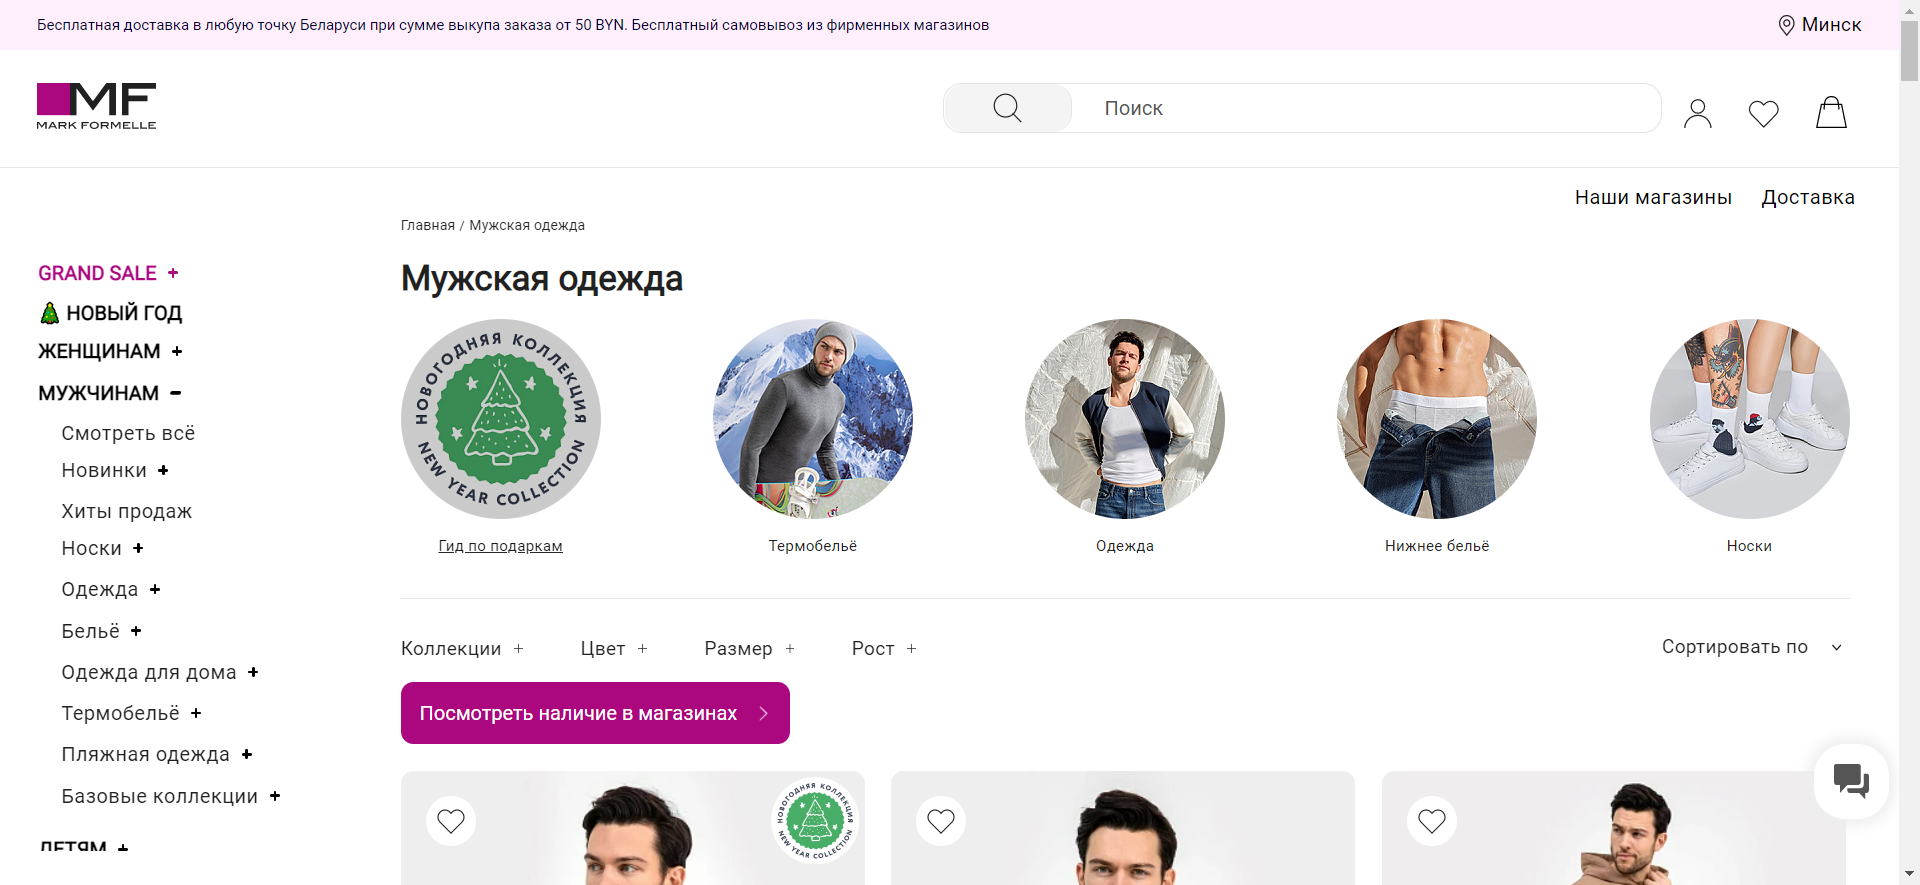 Бесплатная доставка в любую точку Беларуси при сумме выкупа заказа от 50 BYN. Бесплатный самовывоз из фирменных магазинов
Минск
MF
MARK FORMELLE
Поиск
Наши магазины
Доставка
Главная / Мужская одежда
Мужская одежда
GRAND SALE +
НОВЫЙ ГОД
ЖЕНЩИНАМ +
МУЖЧИНАМ −
Смотреть всё
Новинки +
Хиты продаж
Носки +
Одежда +
Бельё +
Одежда для дома +
Термобельё +
Пляжная одежда +
Базовые коллекции +
ДЕТЯМ +
НОВОГОДНЯЯ КОЛЛЕКЦИЯ
NEW YEAR COLLECTION
Гид по подаркам
Термобельё
Одежда
Нижнее бельё
Носки
Коллекции +
Цвет +
Размер +
Рост +
Сортировать по
Посмотреть наличие в магазинах
НОВОГОДНЯЯ КОЛЛЕКЦИЯ
NEW YEAR COLLECTION